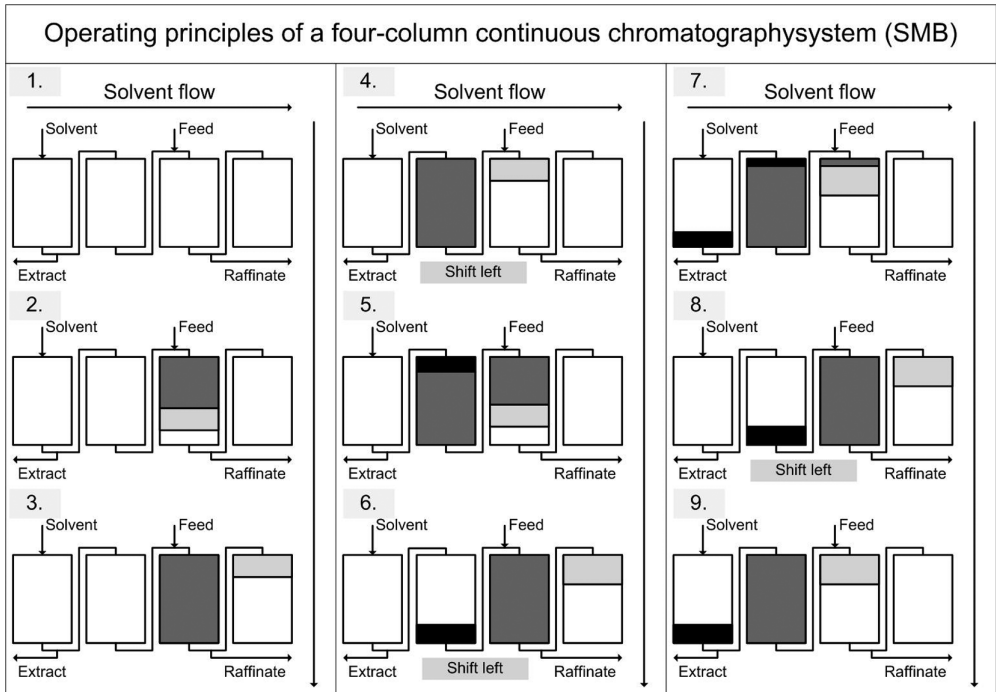 Operating principles of a four-column continuous chromatographysystem (SMB)
1.
Solvent flow
Solvent
Feed
Extract
Raffinate
2.
Solvent
Feed
Extract
Raffinate
3.
Solvent
Feed
Extract
Raffinate
4.
Solvent flow
Solvent
Feed
Extract
Shift left
Raffinate
5.
Solvent
Feed
Extract
Raffinate
6.
Solvent
Feed
Extract
Shift left
Raffinate
7.
Solvent flow
Solvent
Feed
Extract
Raffinate
8.
Solvent
Feed
Extract
Shift left
Raffinate
9.
Solvent
Feed
Extract
Raffinate